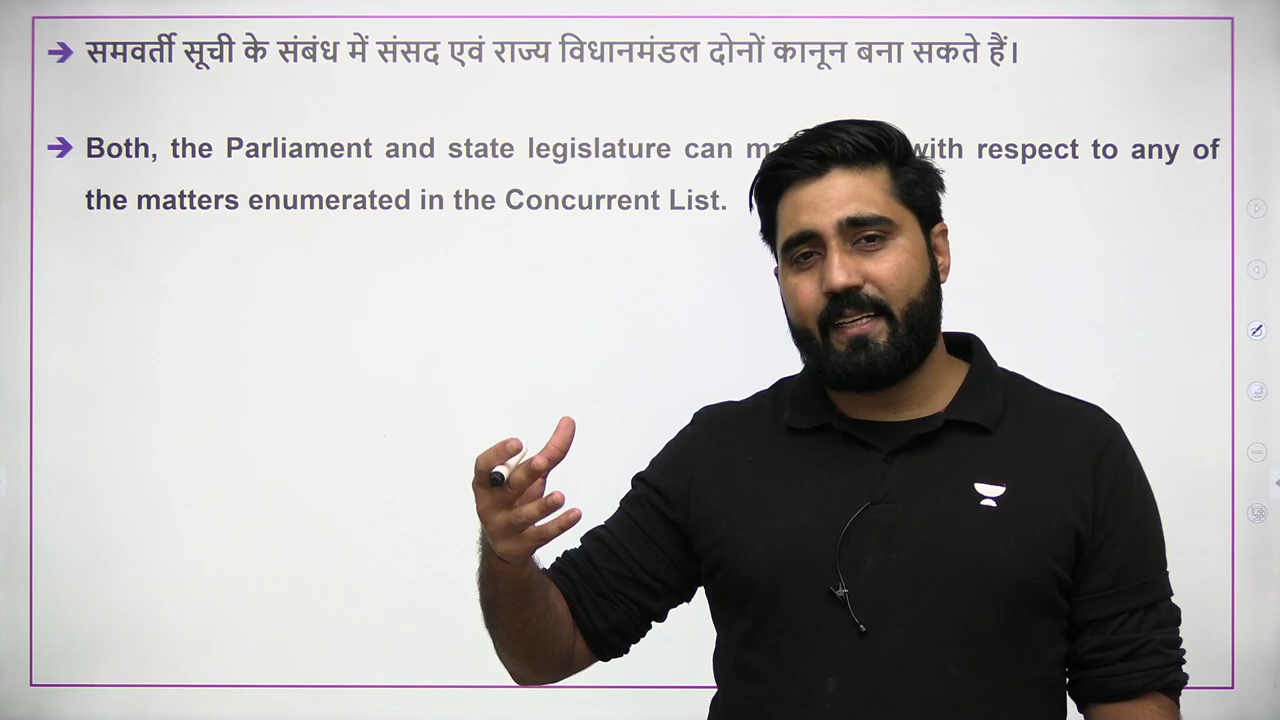 → समवर्ती सूची के संबंध में संसद एवं राज्य विधानमंडल दोनों कानून बना सकते हैं।
→ Both, the Parliament and state legislature can with respect to any of
the matters enumerated in the Concurrent List.